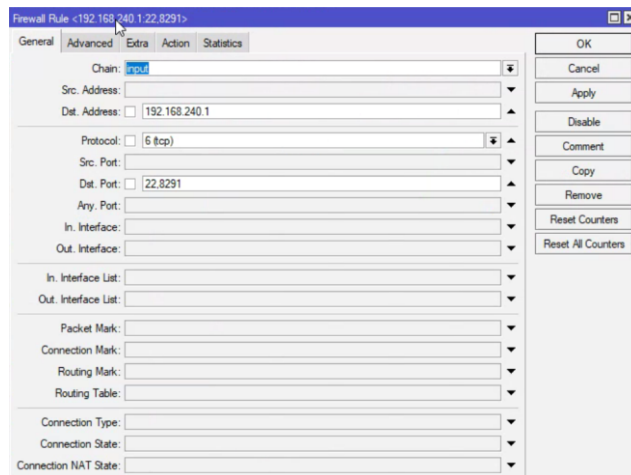 Firewall Rule <192.168.240.1:22,8291>
General Advanced Extra Action Statistics
Chain: input
Src. Address:
Dst. Address: 192.168.240.1
Protocol: 6 (tcp)
Src. Port:
Dst. Port: 22,8291
Any. Port:
In. Interface:
Out. Interface:
In. Interface List:
Out. Interface List:
Packet Mark:
Connection Mark:
Routing Mark:
Routing Table:
Connection Type:
Connection State:
Connection NAT State:
OK
Cancel
Apply
Disable
Comment
Copy
Remove
Reset Counters
Reset All Counters